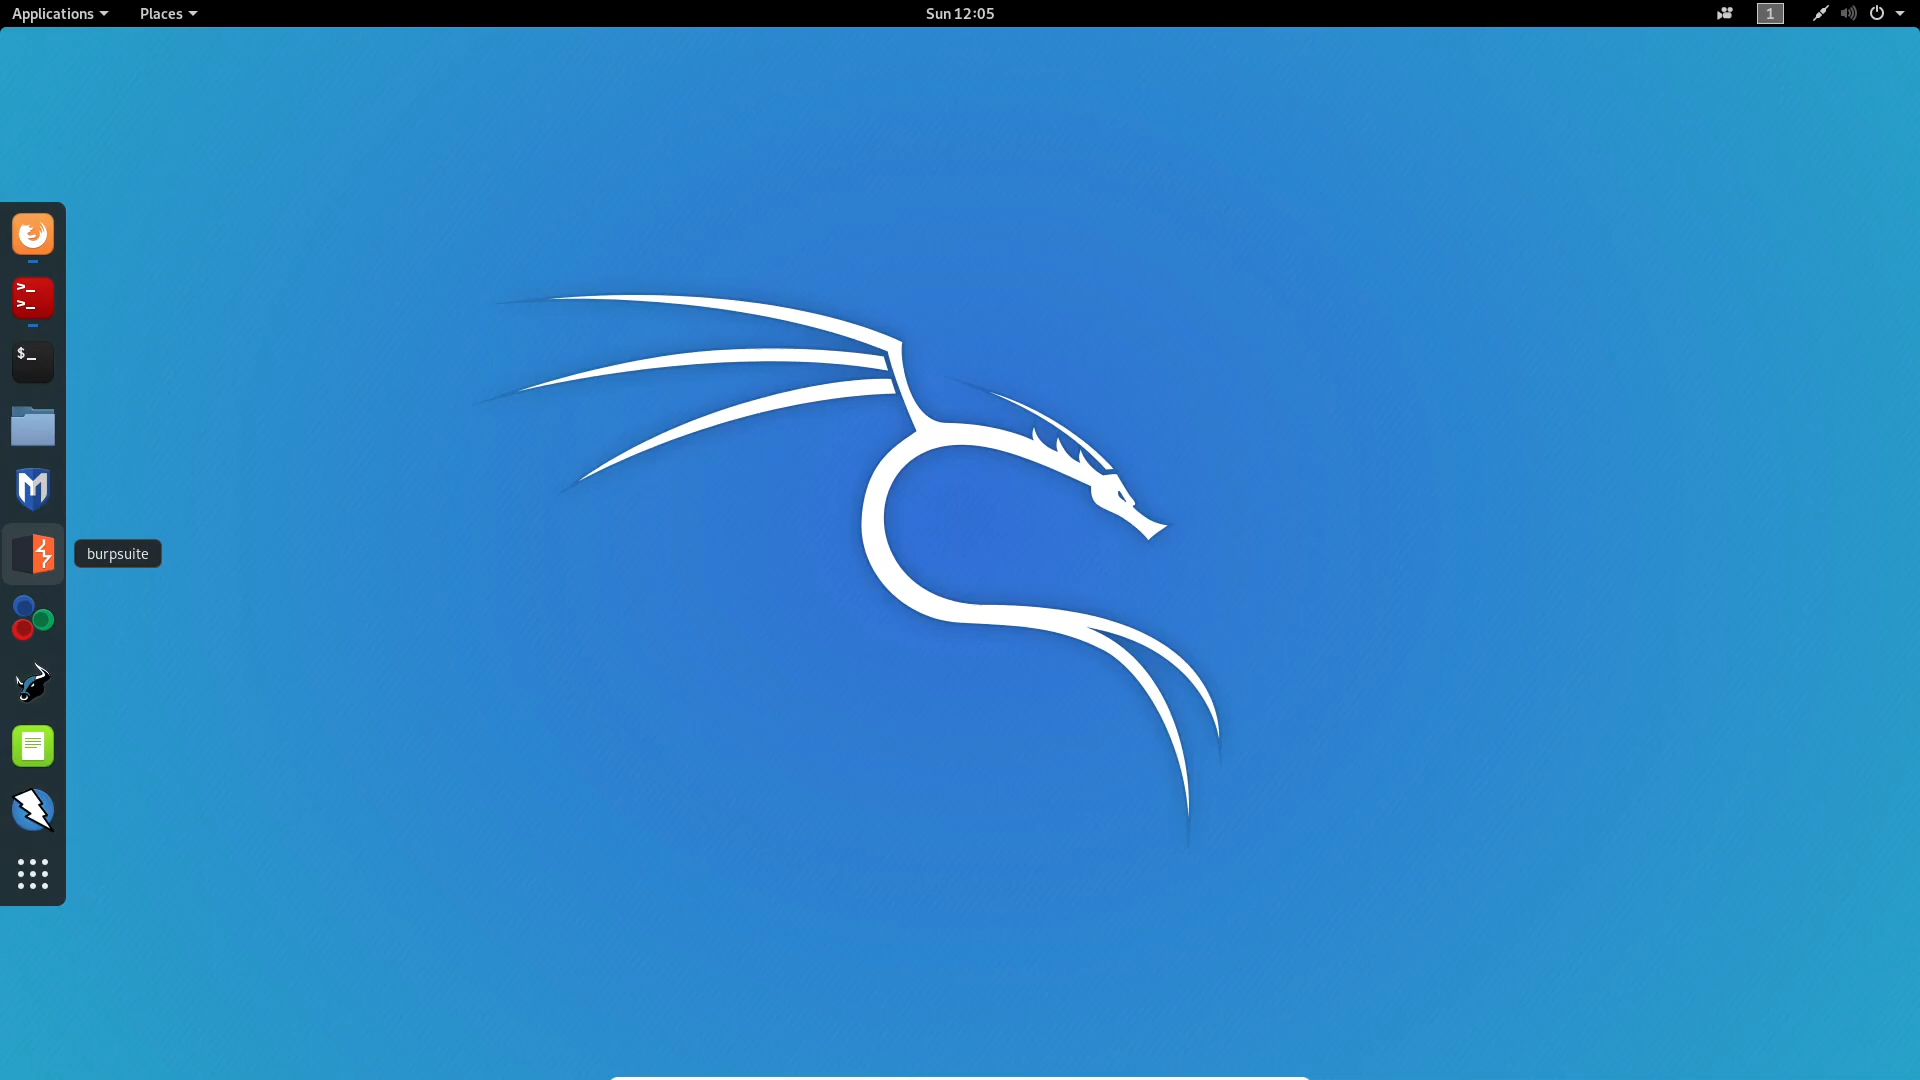 Applications
Places
Sun 12:05
1
>_
>_
$_
burpsuite